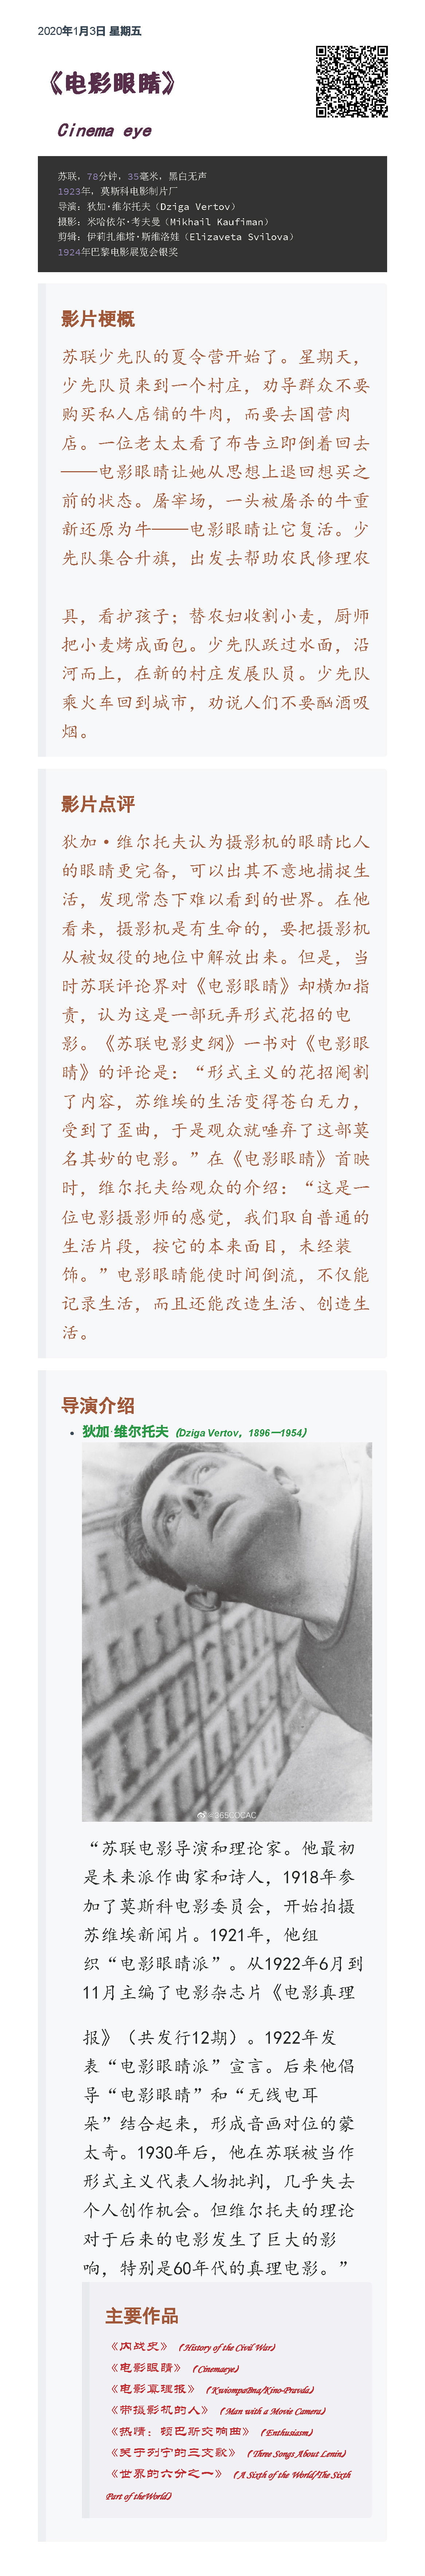 2020年1月3日 星期五
《电影眼睛》
Cinema eye
苏联，78分钟，35毫米，黑白无声
1923年，莫斯科电影制片厂
导演：狄加·维尔托夫（Dziga Vertov）
摄影：米哈依尔·考夫曼（Mikhail Kaufiman）
剪辑：伊莉扎维塔·斯维洛娃（Elizaveta Svilova）
1924年巴黎电影展览会银奖
影片梗概
苏联少先队的夏令营开始了。星期天，
少先队员来到一个村庄，劝导群众不要
购买私人店铺的牛肉，而要去国营肉
店。一位老太太看了布告立即倒着回去
——电影眼睛让她从思想上退回想买之
前的状态。屠宰场，一头被屠杀的牛重
新还原为牛——电影眼睛让它复活。少
先队集合升旗，出发去帮助农民修理农
具，看护孩子；替农妇收割小麦，厨师
把小麦烤成面包。少先队跃过水面，沿
河而上，在新的村庄发展队员。少先队
乘火车回到城市，劝说人们不要酗酒吸
烟。
影片点评
狄加·维尔托夫认为摄影机的眼睛比人
的眼睛更完备，可以出其不意地捕捉生
活，发现常态下难以看到的世界。在他
看来，摄影机是有生命的，要把摄影机
从被奴役的地位中解放出来。但是，当
时苏联评论界对《电影眼睛》却横加指
责，认为这是一部玩弄形式花招的电
影。《苏联电影史纲》一书对《电影眼
睛》的评论是：“形式主义的花招阉割
了内容，苏维埃的生活变得苍白无力，
受到了歪曲，于是观众就唾弃了这部莫
名其妙的电影。”在《电影眼睛》首映
时，维尔托夫给观众的介绍：“这是一
位电影摄影师的感觉，我们取自普通的
生活片段，按它的本来面目，未经装
饰。”电影眼睛能使时间倒流，不仅能
记录生活，而且还能改造生活、创造生
活。
导演介绍
狄加·维尔托夫（Dziga Vertov，1896—1954）
@365CCCAC
“苏联电影导演和理论家。他最初
是未来派作曲家和诗人，1918年参
加了莫斯科电影委员会，开始拍摄
苏维埃新闻片。1921年，他组
织“电影眼睛派”。从1922年6月到
11月主编了电影杂志片《电影真理
报》（共发行12期）。1922年发
表“电影眼睛派”宣言。后来他倡
导“电影眼睛”和“无线电耳
朵”结合起来，形成音画对位的蒙
太奇。1930年后，他在苏联被当作
形式主义代表人物批判，几乎失去
个人创作机会。但维尔托夫的理论
对于后来的电影发生了巨大的影
响，特别是60年代的真理电影。”
主要作品
《内战史》（History of the Civil War）
《电影眼睛》（Cinemaeye）
《电影真理报》（Kino-Pravda）
《带摄影机的人》（Man with a Movie Camera）
《热情：顿巴斯交响曲》（Enthusiasm）
《关于列宁的三支歌》（Three Songs About Lenin）
《世界的六分之一》（A Sixth of the World/The Sixth
Part of theWorld）